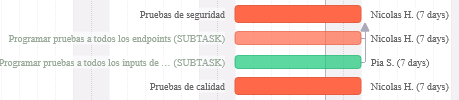 Pruebas de seguridad Nicolas H. (7 days)
Programar pruebas a todos los endpoints (SUBTASK) Nicolas H. (7 days)
Programar pruebas a todos los inputs de … (SUBTASK) Pia S. (7 days)
Pruebas de calidad Nicolas H. (7 days)